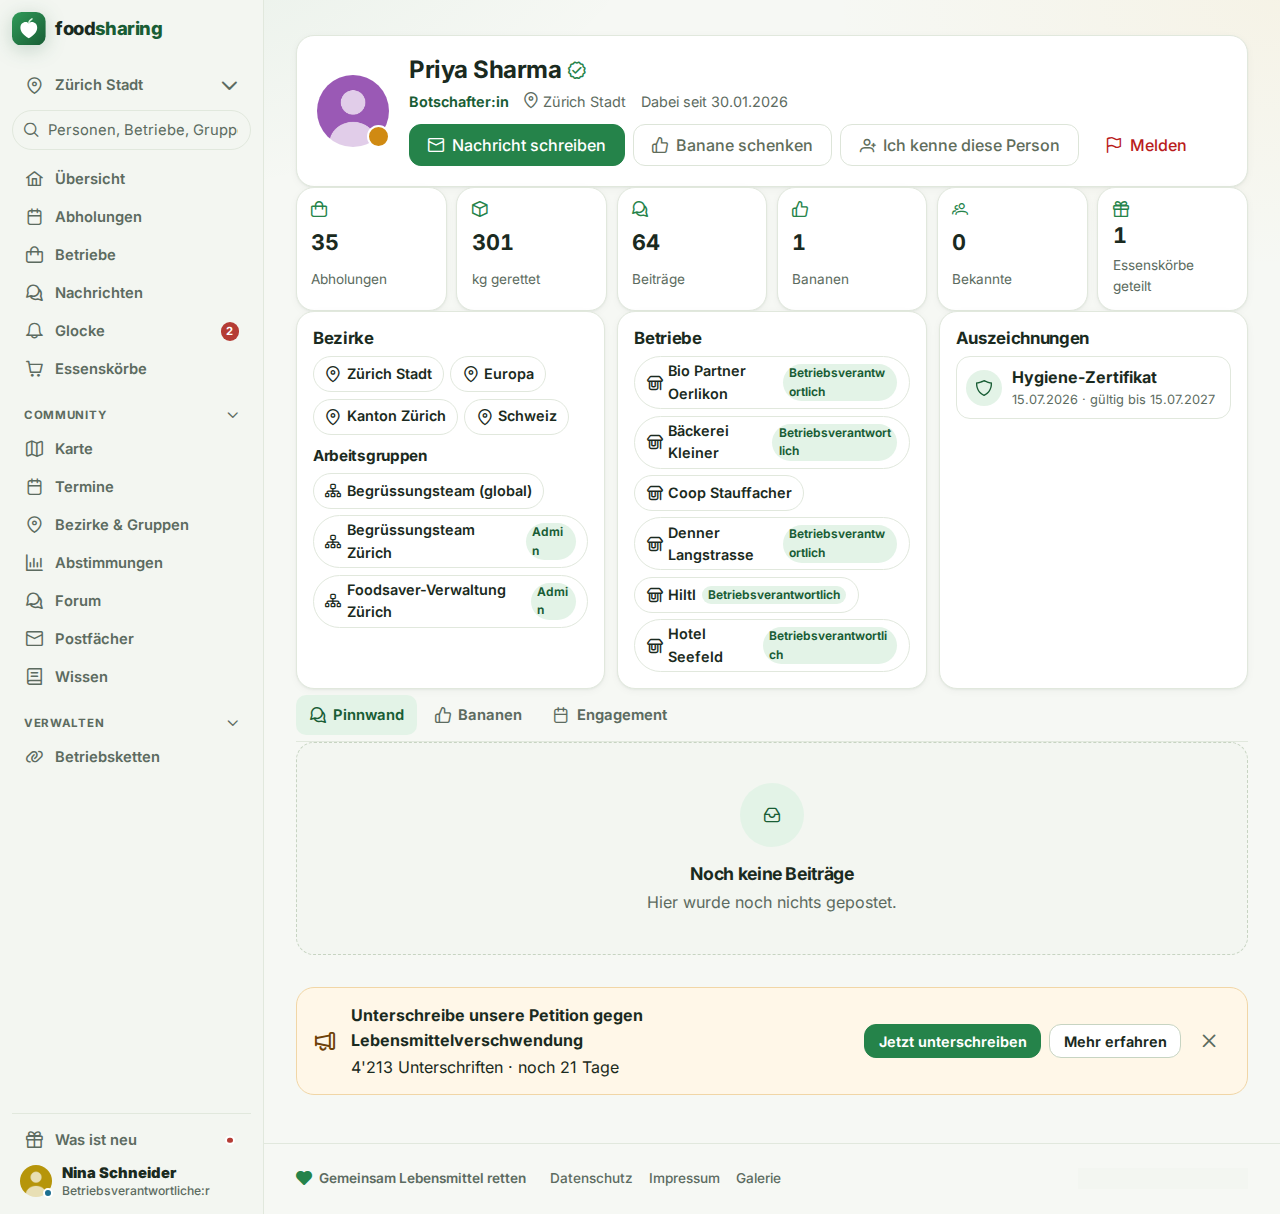 foodsharing
Zürich Stadt
Personen, Betriebe, Grupp
Übersicht
Abholungen
Betriebe
Nachrichten
Glocke 2
Essenskörbe
COMMUNITY
Karte
Termine
Bezirke & Gruppen
Abstimmungen
Forum
Postfächer
Wissen
VERWALTEN
Betriebsketten
Was ist neu
Nina Schneider
Betriebsverantwortliche:r
Priya Sharma
Botschafter:in Zürich Stadt Dabei seit 30.01.2026
Nachricht schreiben Banane schenken Ich kenne diese Person Melden
35
Abholungen
301
kg gerettet
64
Beiträge
1
Bananen
0
Bekannte
1
Essenskörbe
geteilt
Bezirke
Zürich Stadt Europa
Kanton Zürich Schweiz
Arbeitsgruppen
Begrüssungsteam (global)
Begrüssungsteam
Zürich
Admi
n
Foodsaver-Verwaltung
Zürich
Admi
n
Betriebe
Bio Partner
Oerlikon
Betriebsverantw
ortlich
Bäckerei
Kleiner
Betriebsverantwort
lich
Coop Stauffacher
Denner
Langstrasse
Betriebsverantw
ortlich
Hiltl Betriebsverantwortlich
Hotel
Seefeld
Betriebsverantwortli
ch
Auszeichnungen
Hygiene-Zertifikat
15.07.2026 · gültig bis 15.07.2027
Pinnwand Bananen Engagement
Noch keine Beiträge
Hier wurde noch nichts gepostet.
Unterschreibe unsere Petition gegen
Lebensmittelverschwendung
4'213 Unterschriften · noch 21 Tage
Jetzt unterschreiben Mehr erfahren
Gemeinsam Lebensmittel retten Datenschutz Impressum Galerie